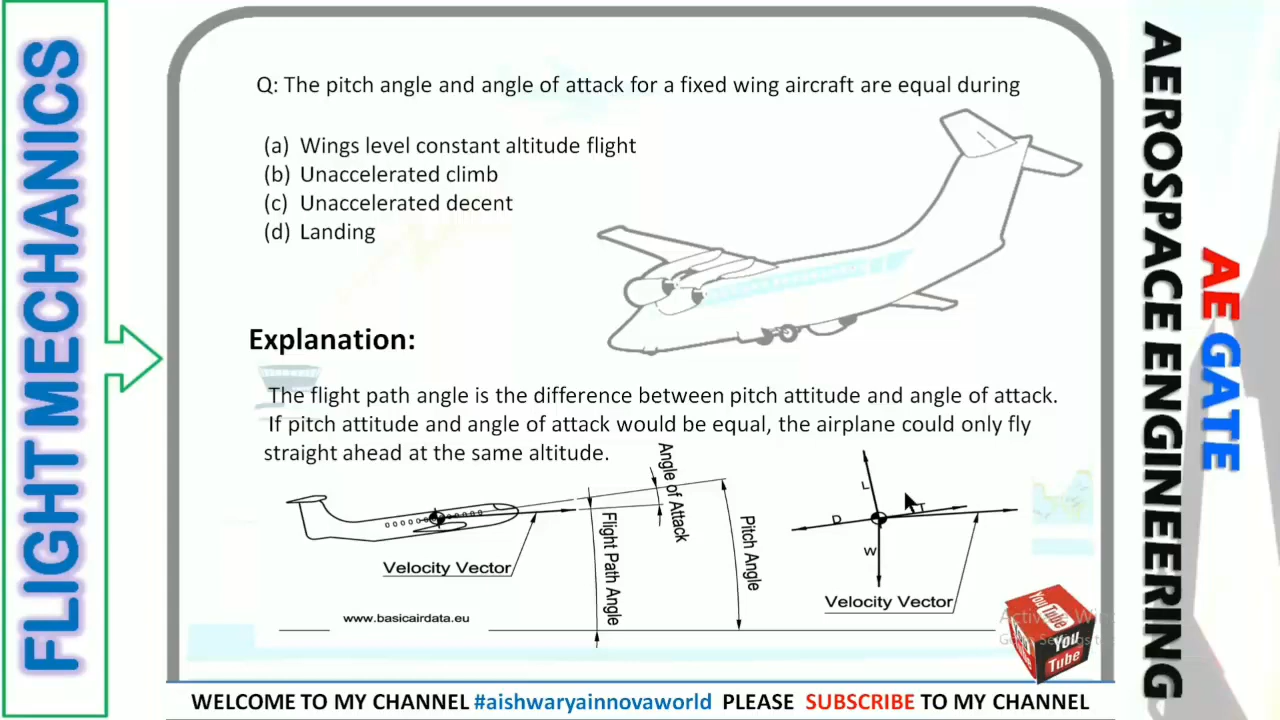 FLIGHT MECHANICS
Q: The pitch angle and angle of attack for a fixed wing aircraft are equal during
(a) Wings level constant altitude flight
(b) Unaccelerated climb
(c) Unaccelerated decent
(d) Landing
Explanation:
The flight path angle is the difference between pitch attitude and angle of attack.
If pitch attitude and angle of attack would be equal, the airplane could only fly
straight ahead at the same altitude.
Angle of Attack
Flight Path Angle
Pitch Angle
Velocity Vector
www.basicairdata.eu
L
T
D
W
Velocity Vector
YouTube
You
Tube
WELCOME TO MY CHANNEL #aishwaryainnovaworld PLEASE SUBSCRIBE TO MY CHANNEL
AEROSPACE ENGINEERING
AE GATE